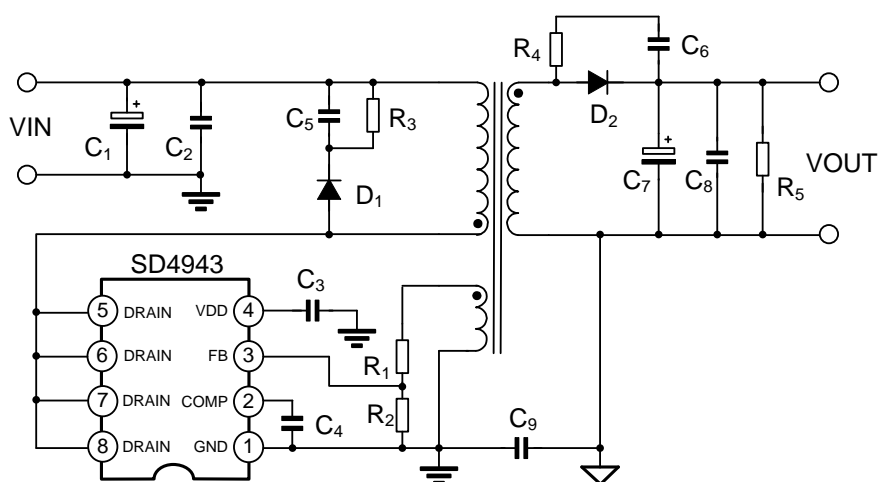 R4
C6
D2
VIN
C1
+
C2
C5
R3
D1
C7
+
C8
R5
VOUT
SD4943
5 DRAIN VDD 4
C3
6 DRAIN FB 3
R1
7 DRAIN COMP 2
C4
R2
8 DRAIN GND 1
C9